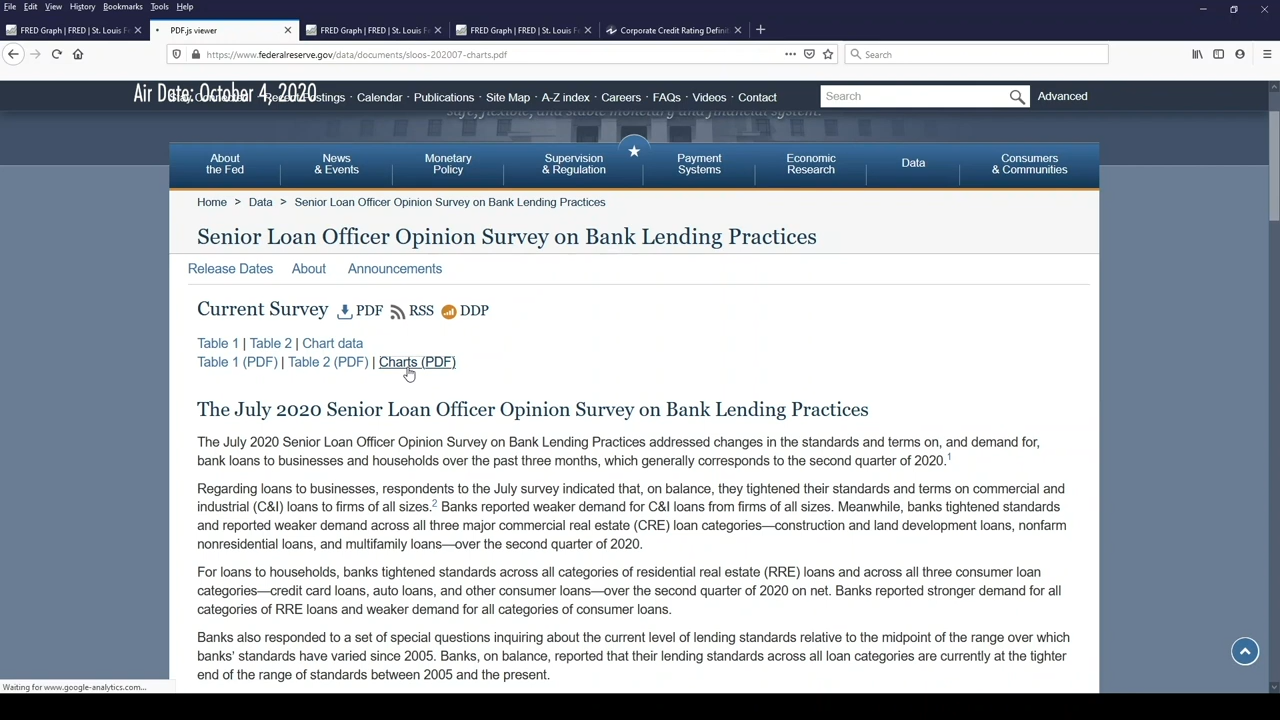 File Edit View History Bookmarks Tools Help
FRED Graph | FRED | St. Louis F
PDF.js viewer
FRED Graph | FRED | St. Louis F
FRED Graph | FRED | St. Louis Fe
Corporate Credit Rating Definit
https://www.federalreserve.gov/data/documents/sloos-202007-charts.pdf
Search
Air Date: October 4, 2020
Calendar · Publications · Site Map · A-Z index · Careers · FAQs · Videos · Contact
Search
Advanced
safe, flexible, and stable monetary and financial system.
About the Fed
News & Events
Monetary Policy
Supervision & Regulation
Payment Systems
Economic Research
Data
Consumers & Communities
Home > Data > Senior Loan Officer Opinion Survey on Bank Lending Practices
Senior Loan Officer Opinion Survey on Bank Lending Practices
Release Dates About Announcements
Current Survey PDF RSS DDP
Table 1 | Table 2 | Chart data
Table 1 (PDF) | Table 2 (PDF) | Charts (PDF)
The July 2020 Senior Loan Officer Opinion Survey on Bank Lending Practices
The July 2020 Senior Loan Officer Opinion Survey on Bank Lending Practices addressed changes in the standards and terms on, and demand for,
bank loans to businesses and households over the past three months, which generally corresponds to the second quarter of 2020.1
Regarding loans to businesses, respondents to the July survey indicated that, on balance, they tightened their standards and terms on commercial and
industrial (C&I) loans to firms of all sizes.2 Banks reported weaker demand for C&I loans from firms of all sizes. Meanwhile, banks tightened standards
and reported weaker demand across all three major commercial real estate (CRE) loan categories—construction and land development loans, nonfarm
nonresidential loans, and multifamily loans—over the second quarter of 2020.
For loans to households, banks tightened standards across all categories of residential real estate (RRE) loans and across all three consumer loan
categories—credit card loans, auto loans, and other consumer loans—over the second quarter of 2020 on net. Banks reported stronger demand for all
categories of RRE loans and weaker demand for all categories of consumer loans.
Banks also responded to a set of special questions inquiring about the current level of lending standards relative to the midpoint of the range over which
banks' standards have varied since 2005. Banks, on balance, reported that their lending standards across all loan categories are currently at the tighter
end of the range of standards between 2005 and the present.
Waiting for www.google-analytics.com...